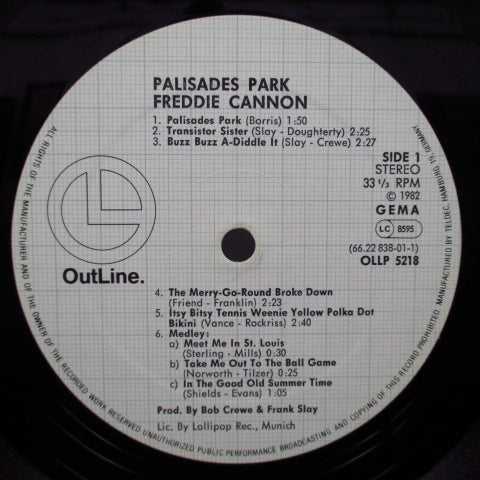 PALISADES PARK
FREDDIE CANNON
1. Palisades Park (Borris) 1:50
2. Transistor Sister (Slay - Doughterty) 2:25
3. Buzz Buzz A-Diddle It (Slay - Crewe) 2:27
SIDE 1
STEREO
33 1/3 RPM
© 1982
GEMA
LC 8595
(66.22 838-01-1)
OLLP 5218
OutLine.
4. The Merry-Go-Round Broke Down
(Friend - Franklin) 2:23
5. Itsy Bitsy Tennis Weenie Yellow Polka Dot
Bikini (Vance - Rockriss) 2:40
6. Medley:
a) Meet Me In St. Louis
(Sterling - Mills) 0:30
b) Take Me Out To The Ball Game
(Norworth - Tilzer) 0:25
c) In The Good Old Summer Time
(Shields - Evans) 1:05
Prod. By Bob Crewe & Frank Slay
Lic. By Lollipop Rec., Munich
ALL RIGHTS OF THE MANUFACTURER AND OF THE OWNER OF THE RECORDED WORK RESERVED UNAUTHORIZED PUBLIC PERFORMANCE BROADCASTING AND COPYING OF THIS RECORD PROHIBITED MANUFACTURED BY TELDEC, HAMBURG 19, GERMANY